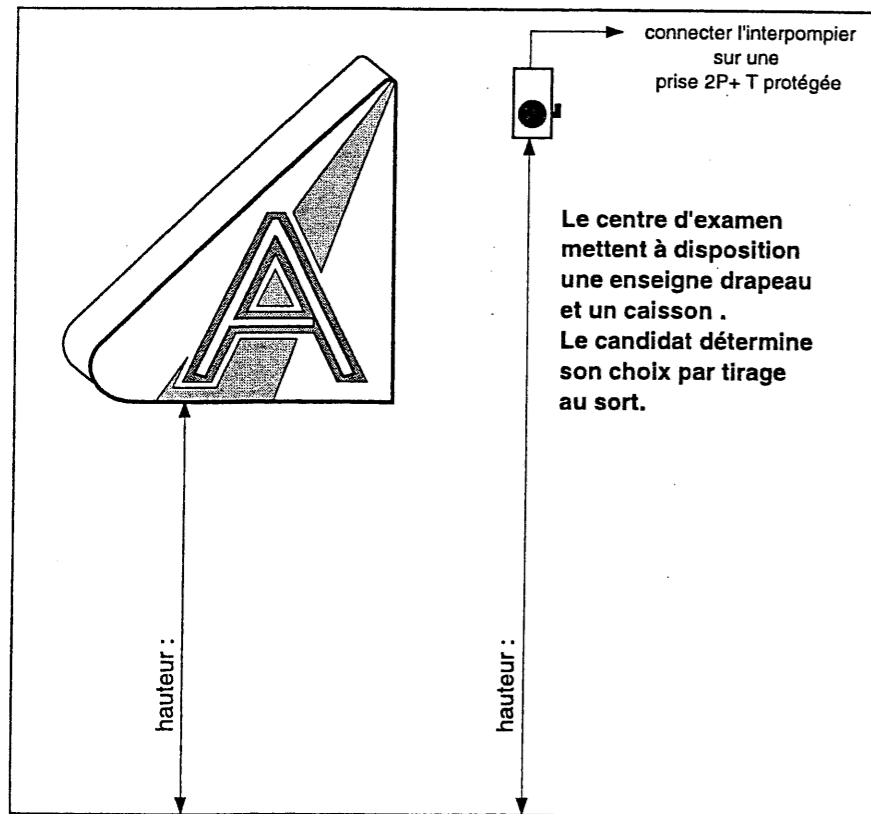 connecter l'interpompier
sur une
prise 2P+ T protégée
Le centre d'examen
mettent à disposition
une enseigne drapeau
et un caisson .
Le candidat détermine
son choix par tirage
au sort.
A
hauteur :
hauteur :